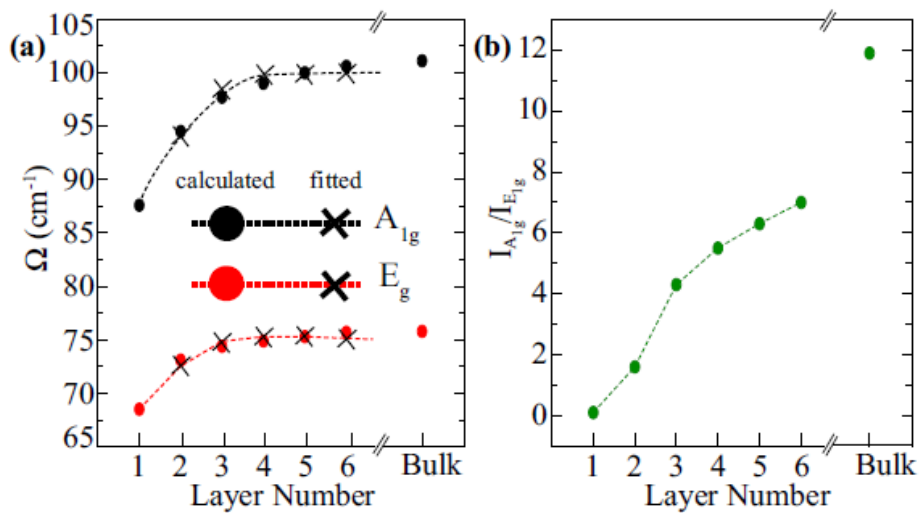 (a)
Ω (cm⁻¹)
105
100
95
90
85
80
75
70
65
calculated fitted
A1g
Eg
1 2 3 4 5 6 Bulk
Layer Number
(b)
I_A1g/I_E1g
12
10
8
6
4
2
0
1 2 3 4 5 6 Bulk
Layer Number